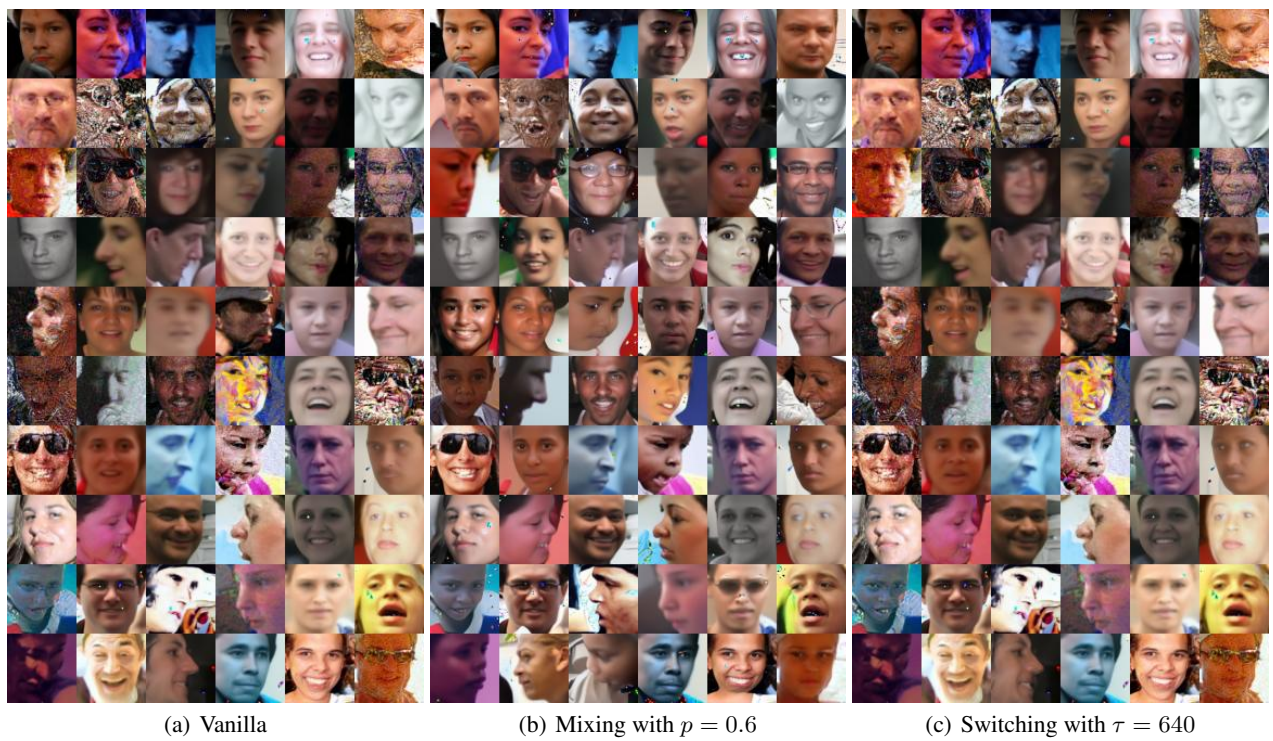 (a) Vanilla
(b) Mixing with p = 0.6
(c) Switching with τ = 640